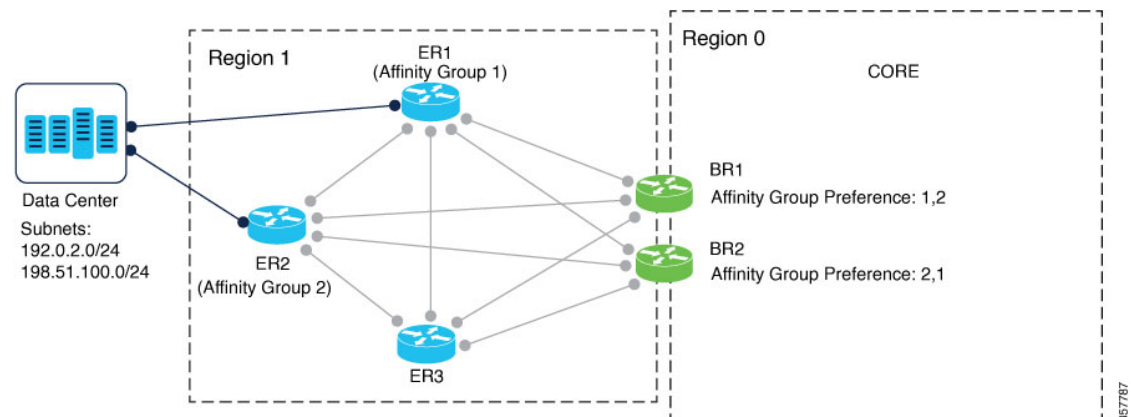 Region 1
ER1
(Affinity Group 1)
Region 0
CORE
Data Center
Subnets:
192.0.2.0/24
198.51.100.0/24
ER2
(Affinity Group 2)
BR1
Affinity Group Preference: 1,2
BR2
Affinity Group Preference: 2,1
ER3